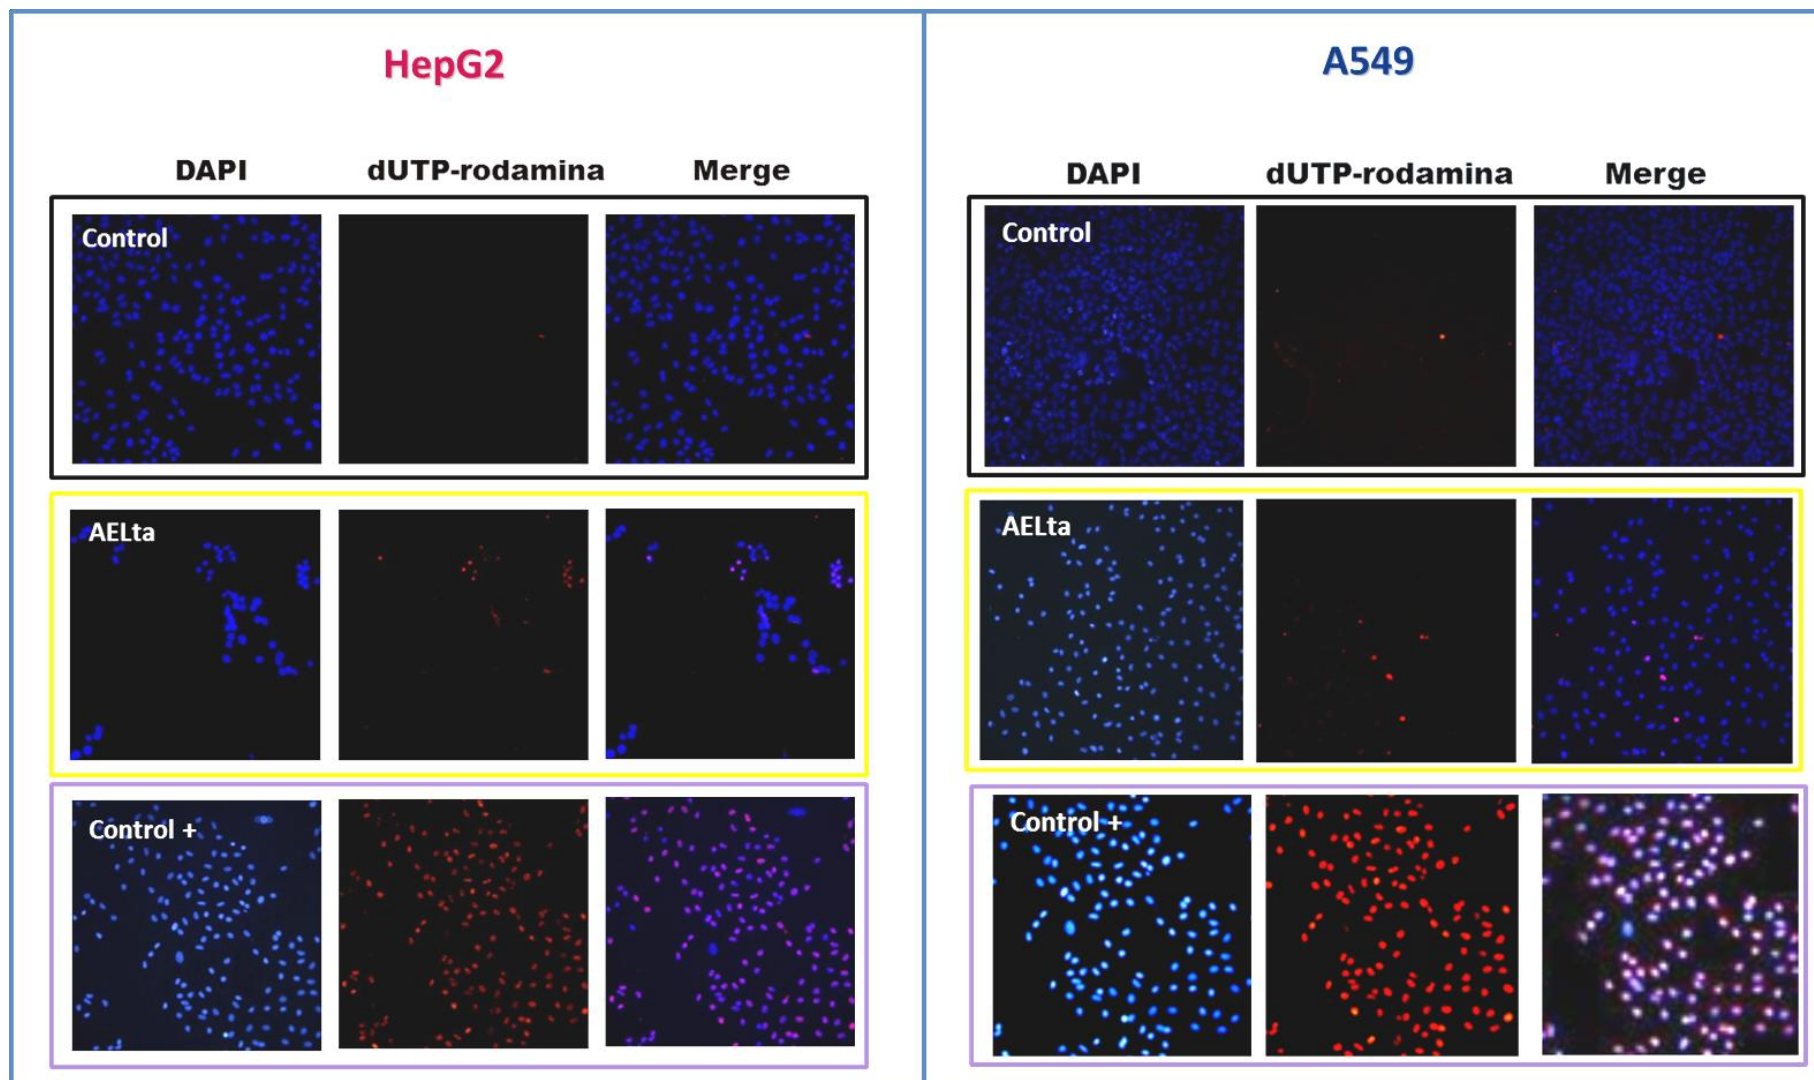 HepG2
DAPI dUTP-rodamina Merge
Control
AELta
Control +
A549
DAPI dUTP-rodamina Merge
Control
AELta
Control +